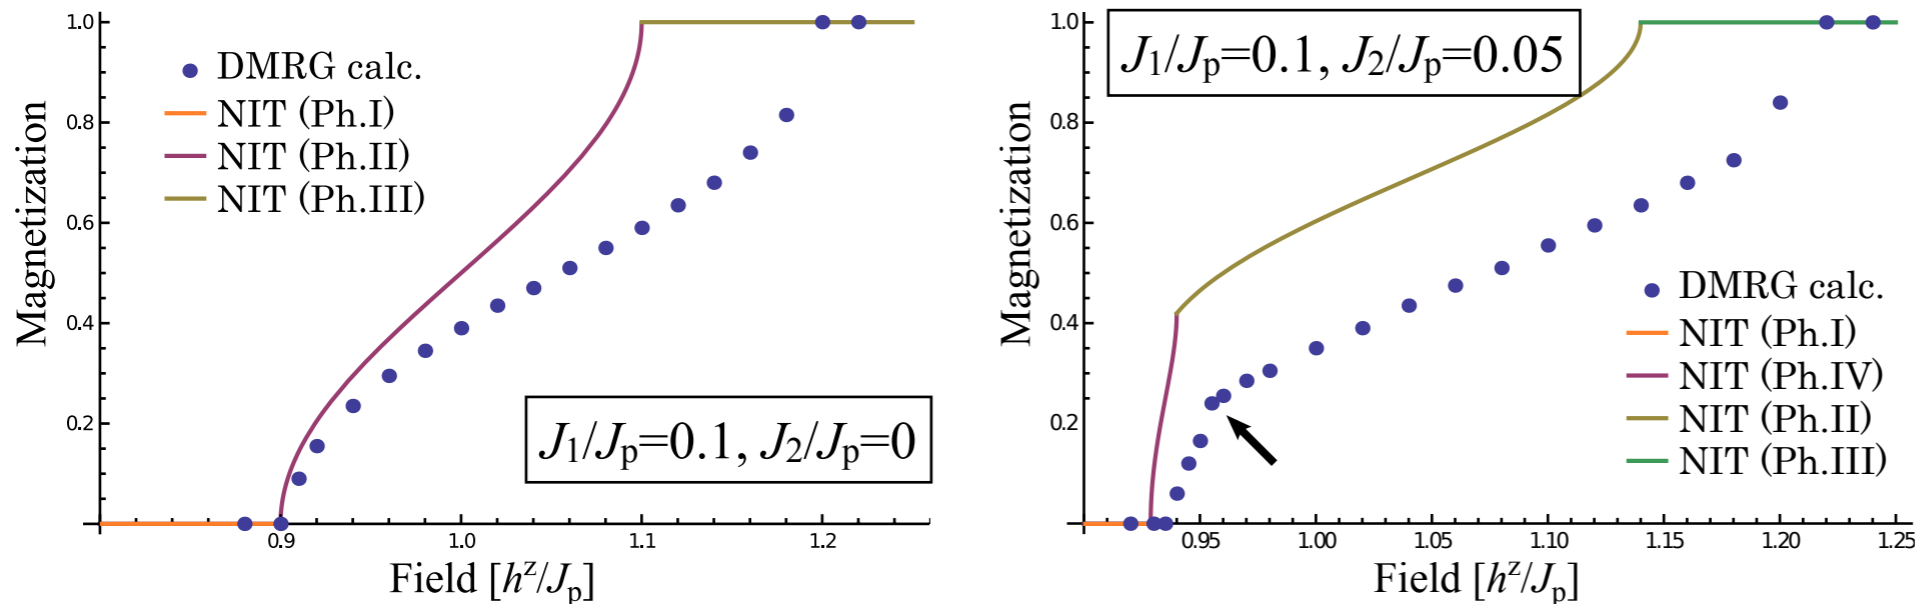 1.0
0.8
0.6
0.4
0.2
Magnetization
DMRG calc.
NIT (Ph.I)
NIT (Ph.II)
NIT (Ph.III)
J₁/Jₚ=0.1, J₂/Jₚ=0
0.9 1.0 1.1 1.2
Field [hᶻ/Jₚ]
1.0
0.8
0.6
0.4
0.2
Magnetization
J₁/Jₚ=0.1, J₂/Jₚ=0.05
DMRG calc.
NIT (Ph.I)
NIT (Ph.IV)
NIT (Ph.II)
NIT (Ph.III)
0.95 1.00 1.05 1.10 1.15 1.20 1.25
Field [hᶻ/Jₚ]